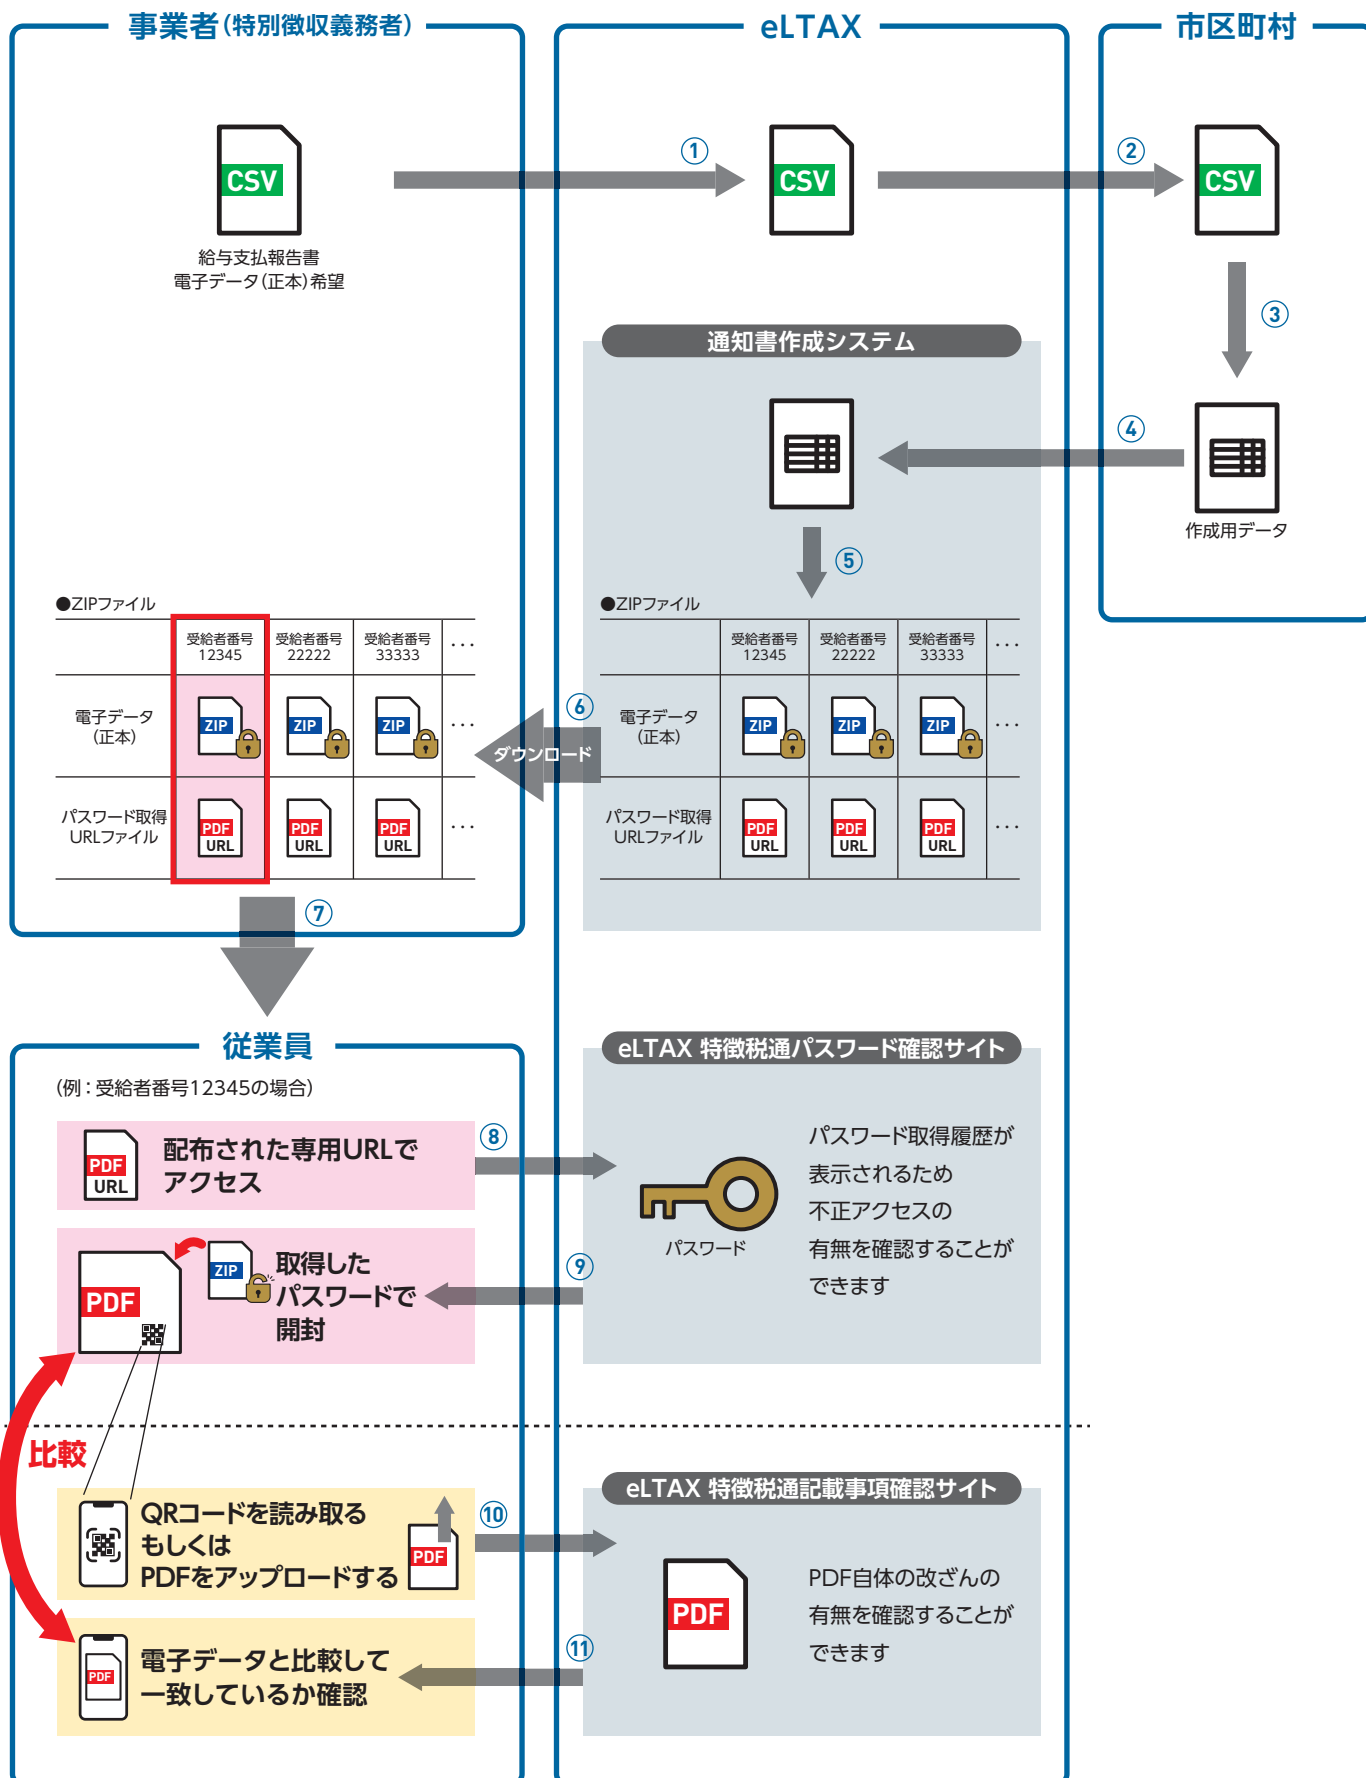 事業者(特別徴収義務者)
eLTAX
市区町村
CSV
①
CSV
②
CSV
給与支払報告書
電子データ(正本)希望
③
通知書作成システム
④
作成用データ
⑤
●ZIPファイル
受給者番号
12345
受給者番号
22222
受給者番号
33333
...
電子データ
(正本)
ZIP
ZIP
ZIP
...
パスワード取得
URLファイル
PDF
URL
PDF
URL
PDF
URL
...
⑥
ダウンロード
●ZIPファイル
受給者番号
12345
受給者番号
22222
受給者番号
33333
...
電子データ
(正本)
ZIP
ZIP
ZIP
...
パスワード取得
URLファイル
PDF
URL
PDF
URL
PDF
URL
...
⑦
従業員
(例：受給者番号12345の場合)
PDF
URL
配布された専用URLで
アクセス
⑧
eLTAX 特徴税通パスワード確認サイト
パスワード
パスワード取得履歴が
表示されるため
不正アクセスの
有無を確認することが
できます
PDF
ZIP
取得した
パスワードで
開封
⑨
比較
QRコードを読み取る
もしくは
PDFをアップロードする
PDF
⑩
eLTAX 特徴税通記載事項確認サイト
PDF
PDF自体の改ざんの
有無を確認することが
できます
PDF
電子データと比較して
一致しているか確認
⑪